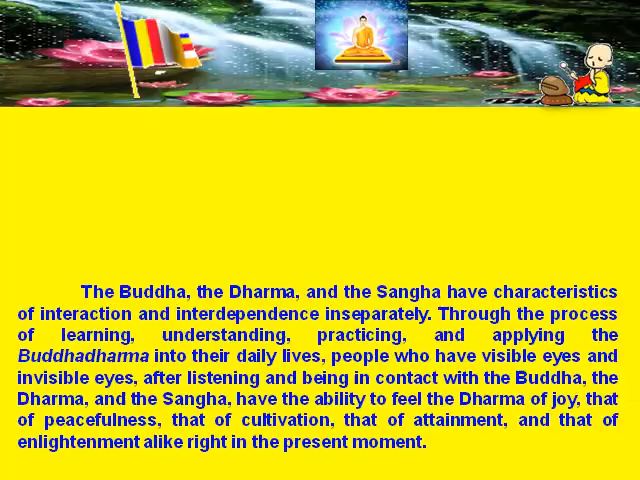 The Buddha, the Dharma, and the Sangha have characteristics
of interaction and interdependence inseparately. Through the process
of learning, understanding, practicing, and applying the
Buddhadharma into their daily lives, people who have visible eyes and
invisible eyes, after listening and being in contact with the Buddha, the
Dharma, and the Sangha, have the ability to feel the Dharma of joy, that
of peacefulness, that of cultivation, that of attainment, and that of
enlightenment alike right in the present moment.